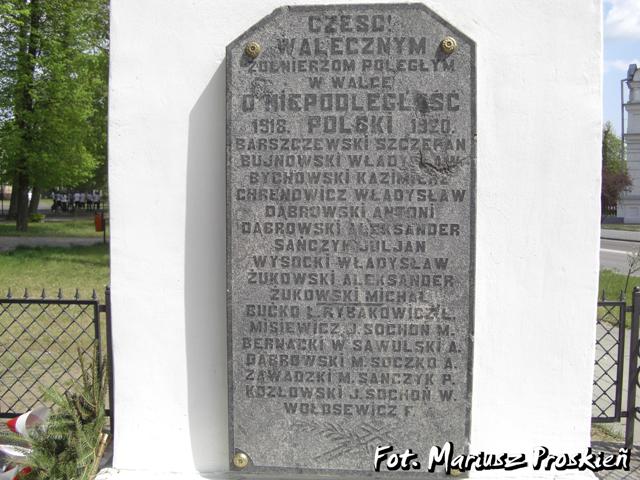 CZEŚĆ!
WALECZNYM
ŻOŁNIERZOM POLEGŁYM
W WALCE
O NIEPODLEGŁOŚĆ
1918. POLSKI 1920.
BARSZCZEWSKI SZCZEPAN
BUJNOWSKI WŁADYSŁAW
BYCHOWSKI KAZIMIERZ
CHRENOWICZ WŁADYSŁAW
DĄBROWSKI ANTONI
DĄBROWSKI ALEKSANDER
SAŃCZYK JULJAN
WYSOCKI WŁADYSŁAW
ŻUKOWSKI ALEKSANDER
ŻUKOWSKI MICHAŁ
BUĆKO Ł. RYBAKOWICZ Ł.
MISIEWICZ J. SOCHOŃ M.
BERNACKI W. SAWULSKI A.
DĄBROWSKI M. SOCZKO A.
ZAWADZKI M. SAŃCZYK P.
KOZŁOWSKI J. SOCHOŃ W.
WOŁOSEWICZ F.
Fot. Mariusz Proskień